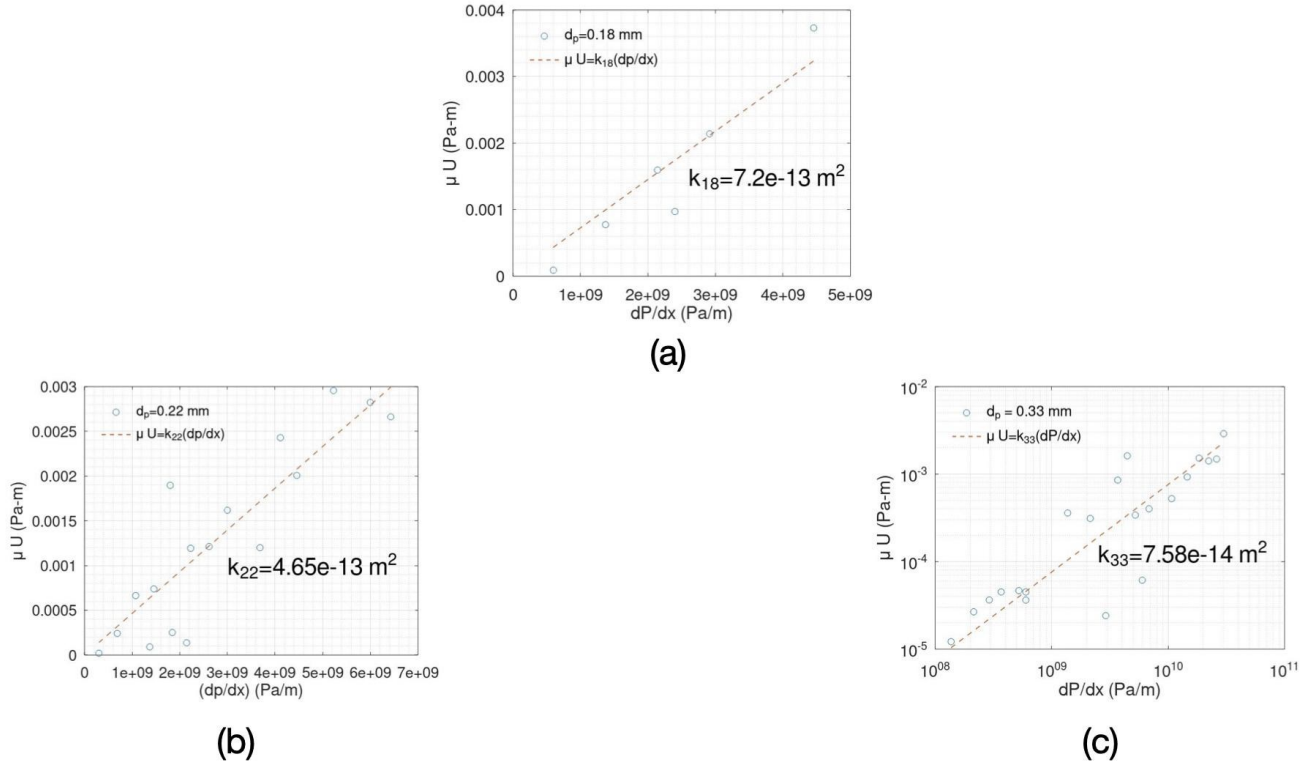 0.004
0.003
0.002
0.001
0
μ U (Pa-m)
dₚ=0.18 mm
μ U=k₁₈(dp/dx)
k₁₈=7.2e-13 m²
0 1e+09 2e+09 3e+09 4e+09 5e+09
dP/dx (Pa/m)
(a)
0.003
0.0025
0.002
0.0015
0.001
0.0005
0
μ U (Pa-m)
dₚ=0.22 mm
μ U=k₂₂(dp/dx)
k₂₂=4.65e-13 m²
0 1e+09 2e+09 3e+09 4e+09 5e+09 6e+09 7e+09
(dp/dx) (Pa/m)
(b)
10⁻²
10⁻³
10⁻⁴
10⁻⁵
μ U (Pa-m)
dₚ = 0.33 mm
μ U=k₃₃(dP/dx)
k₃₃=7.58e-14 m²
10⁰⁸ 10⁰⁹ 10¹⁰ 10¹¹
dP/dx (Pa/m)
(c)